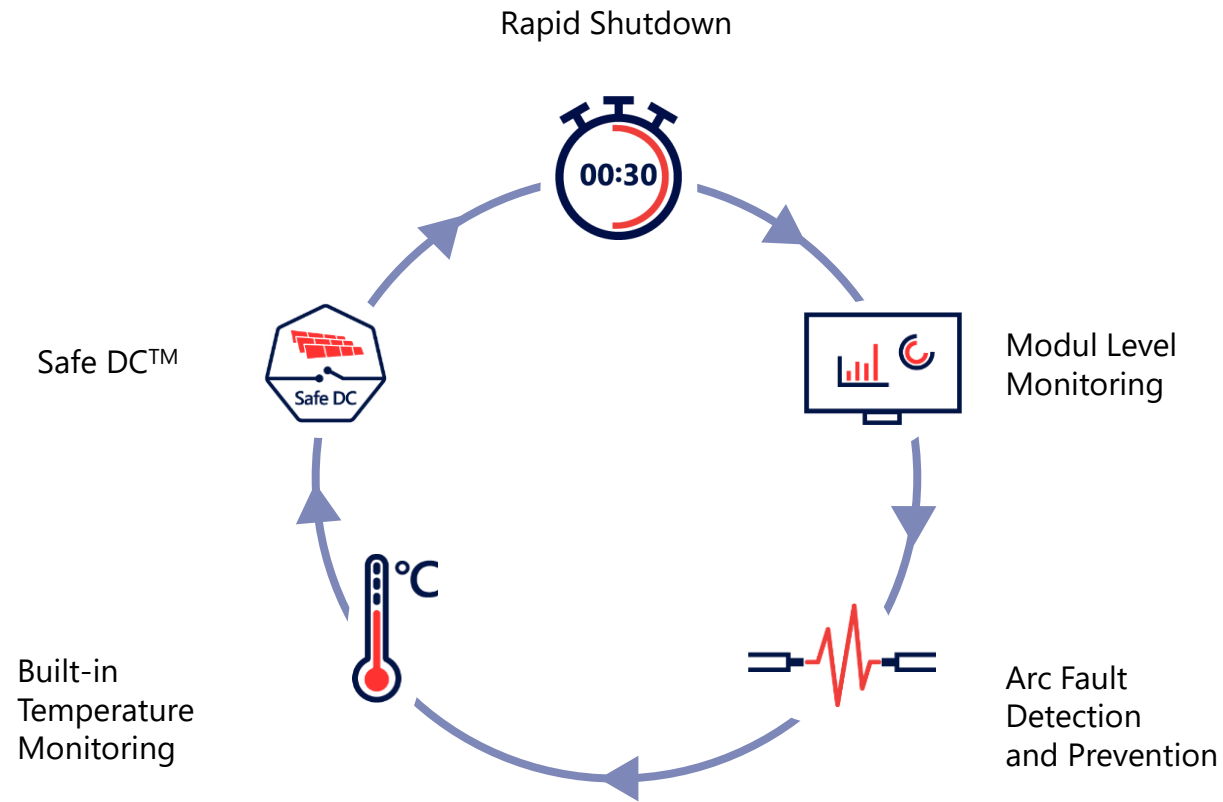 Rapid Shutdown
00:30
Safe DC™
Safe DC
Modul Level
Monitoring
°C
Built-in
Temperature
Monitoring
Arc Fault
Detection
and Prevention